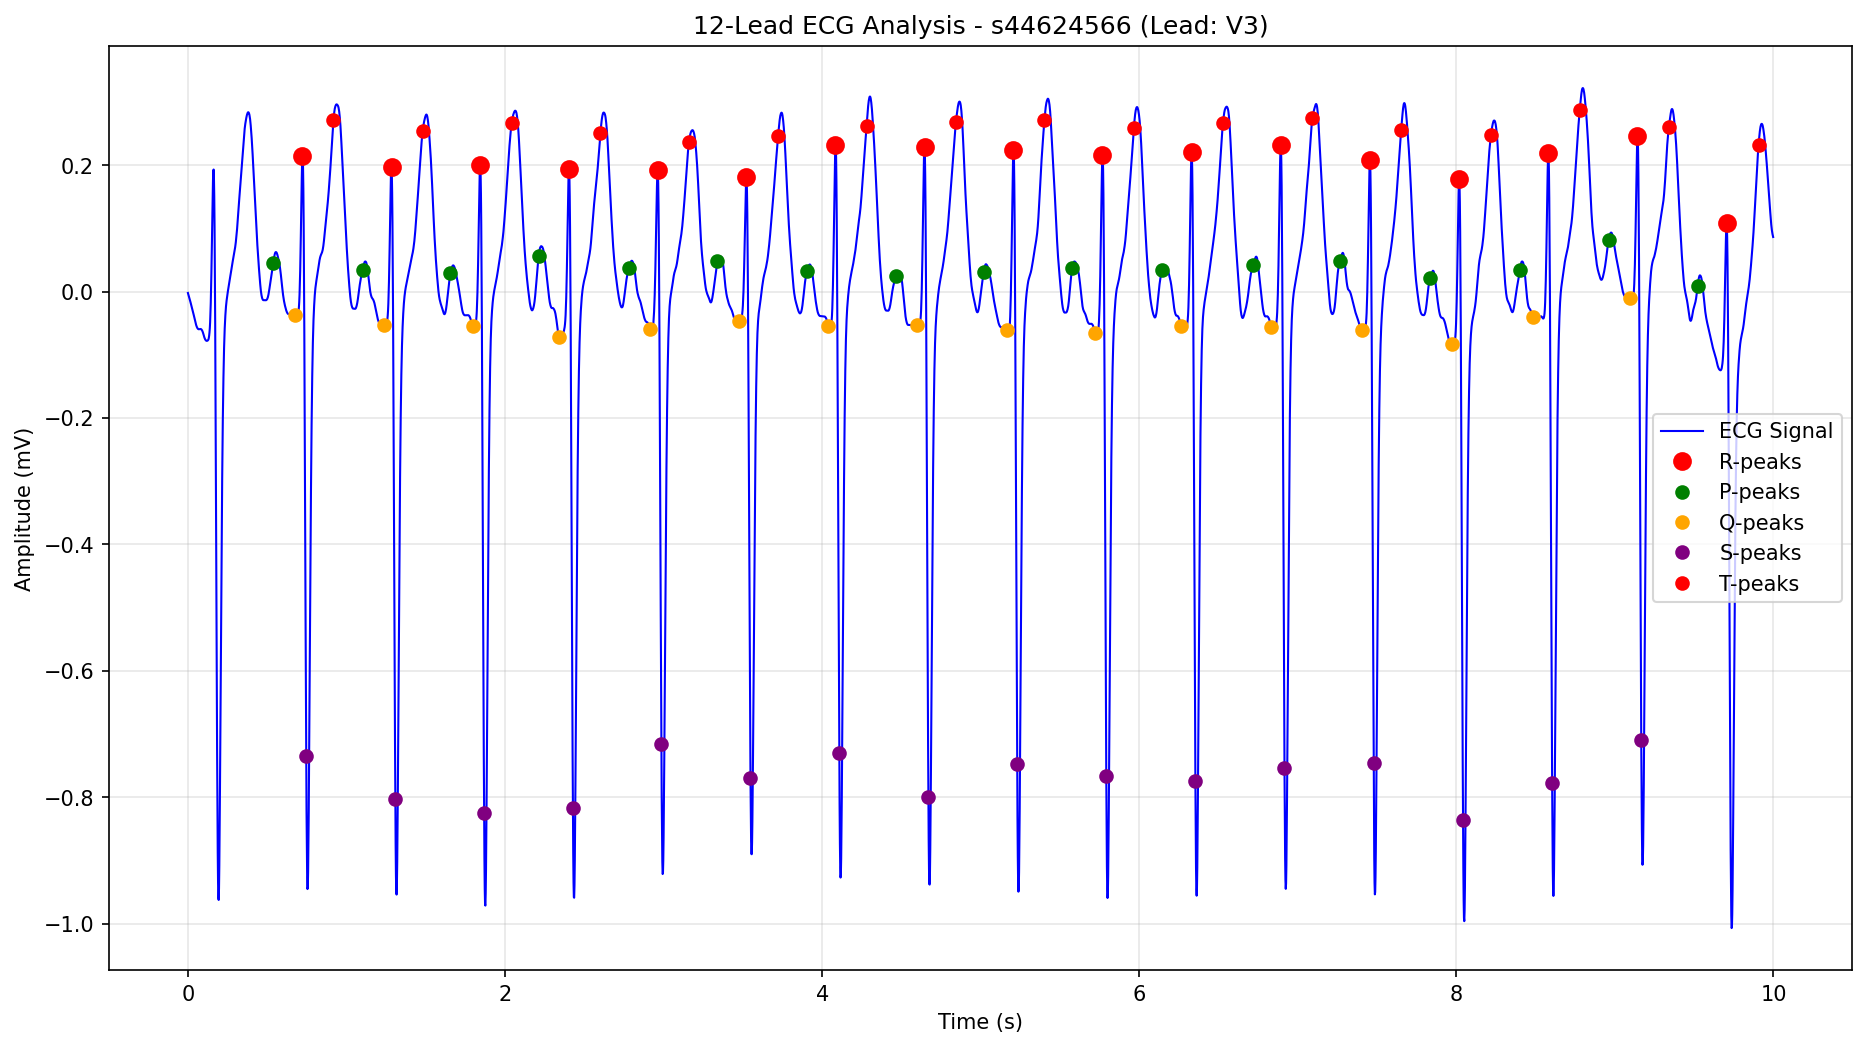 12-Lead ECG Analysis - s44624566 (Lead: V3)
Amplitude (mV)
0.2
0.0
−0.2
−0.4
−0.6
−0.8
−1.0
ECG Signal
R-peaks
P-peaks
Q-peaks
S-peaks
T-peaks
0 2 4 6 8 10
Time (s)